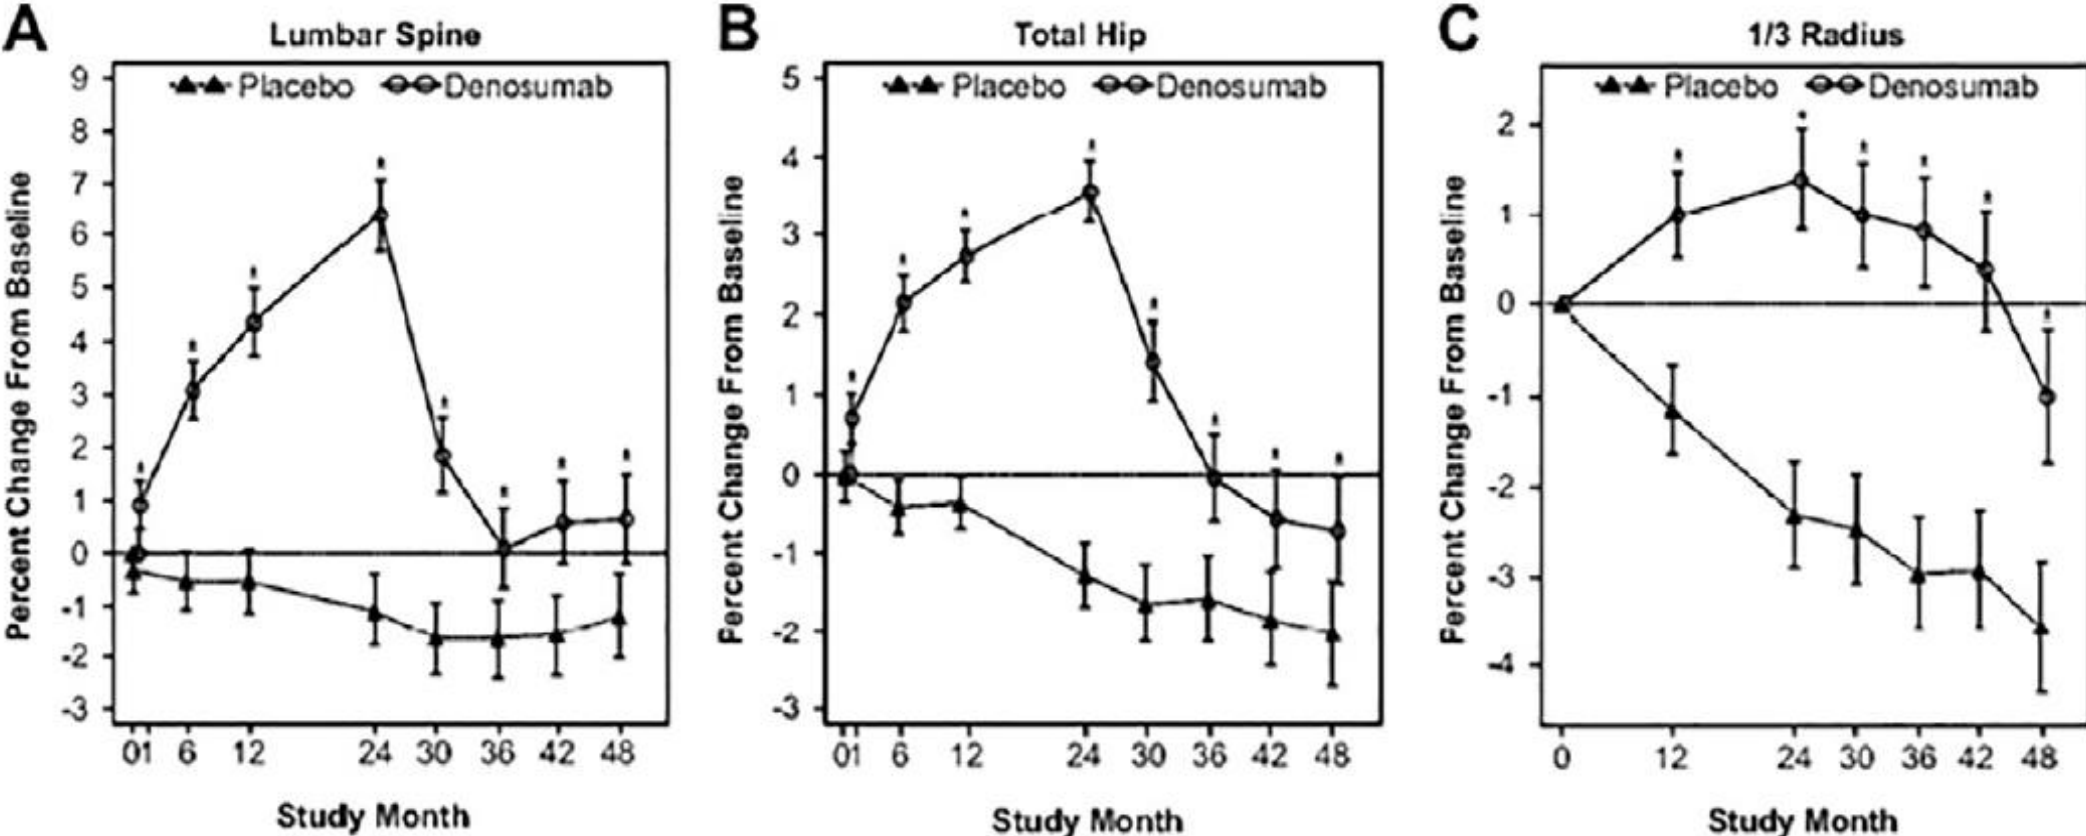 A
Lumbar Spine
Placebo Denosumab
Percent Change From Baseline
9
8
7
6
5
4
3
2
1
0
-1
-2
-3
01 6 12 24 30 36 42 48
Study Month
B
Total Hip
Placebo Denosumab
Percent Change From Baseline
5
4
3
2
1
0
-1
-2
-3
01 6 12 24 30 36 42 48
Study Month
C
1/3 Radius
Placebo Denosumab
Percent Change From Baseline
2
1
0
-1
-2
-3
-4
0 12 24 30 36 42 48
Study Month